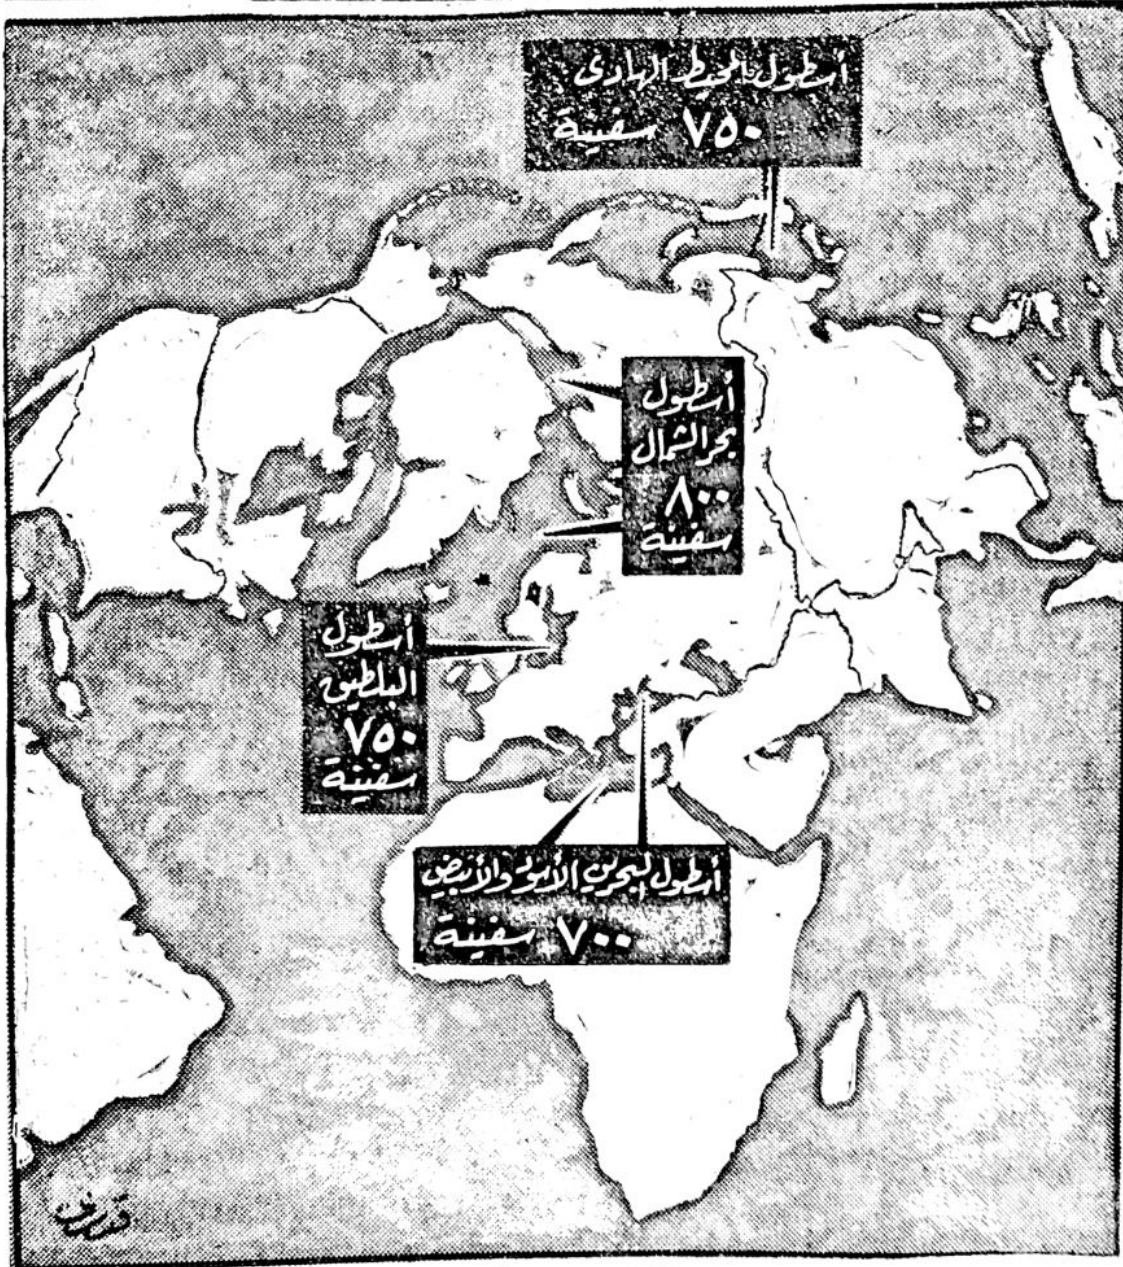 أسطول بالمحيط الهادى
٧٥٠ سفينة
أسطول
بحر الشمال
٨٠٠
سفينة
أسطول
البلطيق
٧٥٠
سفينة
أسطول البحرين الأسود والأبيض
٧٠٠ سفينة